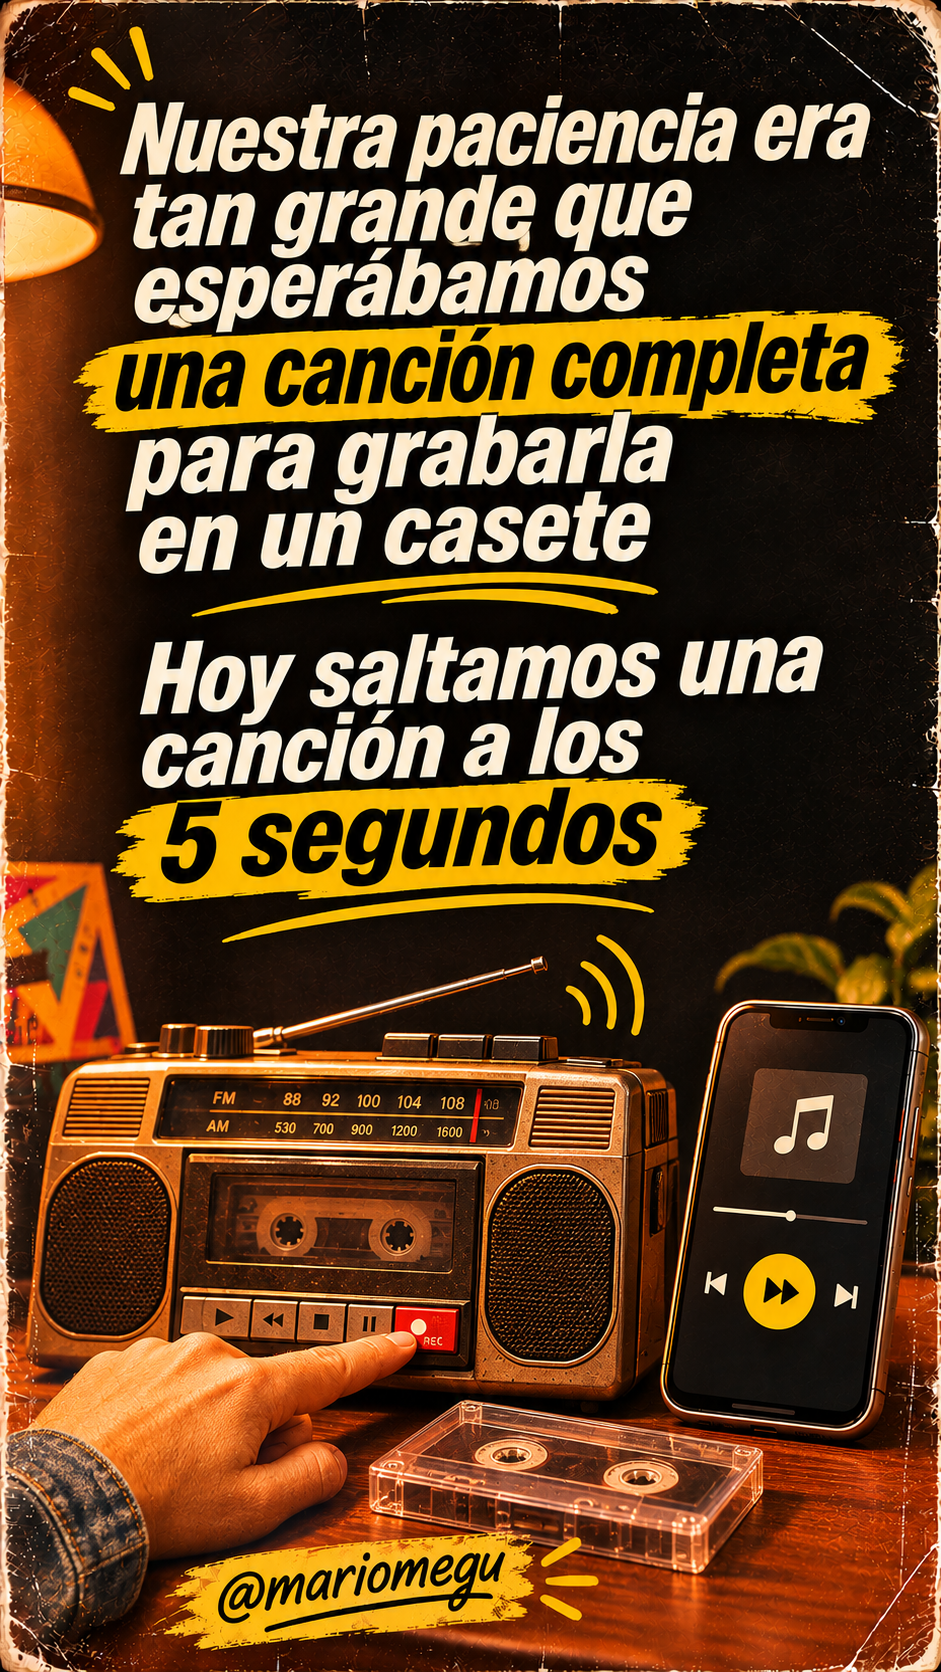 Nuestra paciencia era
tan grande que
esperábamos
una canción completa
para grabarla
en un casete
Hoy saltamos una
canción a los
5 segundos
FM 88 92 100 104 108
AM 530 700 900 1200 1600
REC
@mariomegu